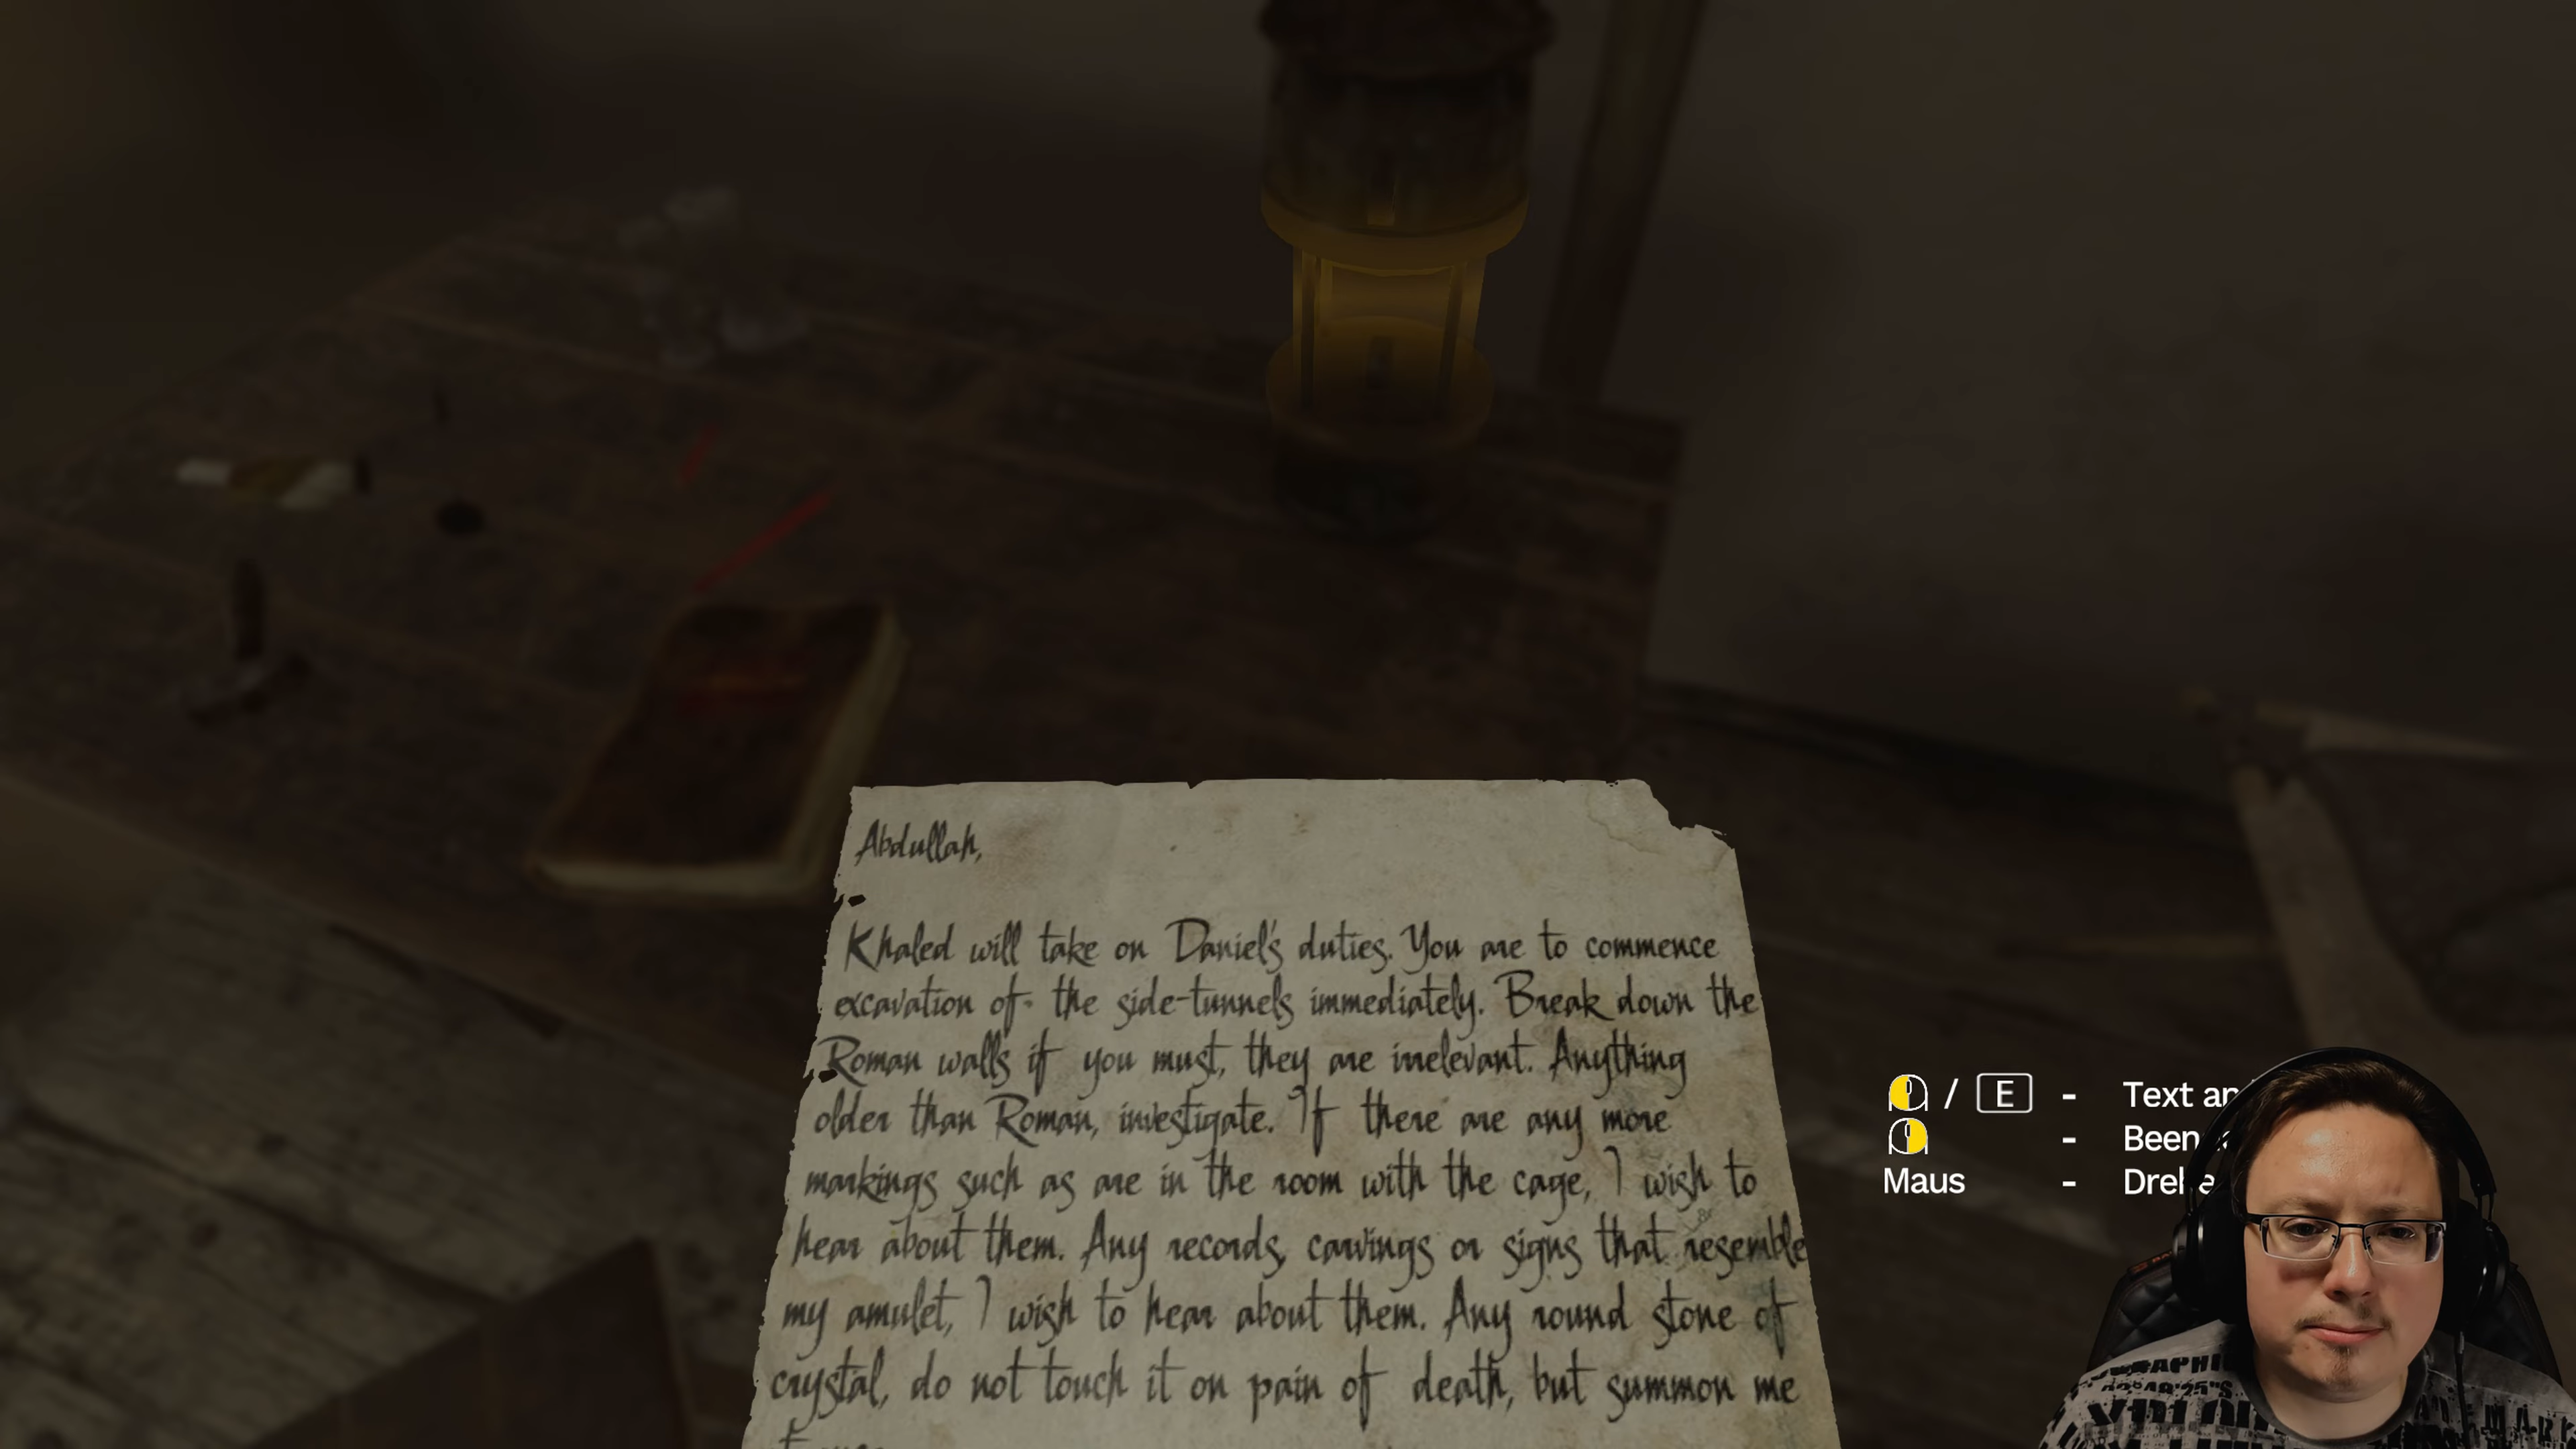 Abdullah,
Khaled will take on Daniel's duties. You are to commence
excavation of the side-tunnels immediately. Break down the
Roman walls if you must, they are irrelevant. Anything
older than Roman, investigate. If there are any more
markings such as are in the room with the cage, I wish to
hear about them. Any records, carvings or signs that resemble
my amulet, I wish to hear about them. Any round stone of
crystal, do not touch it on pain of death, but summon me
/ E - Text
-
Maus -